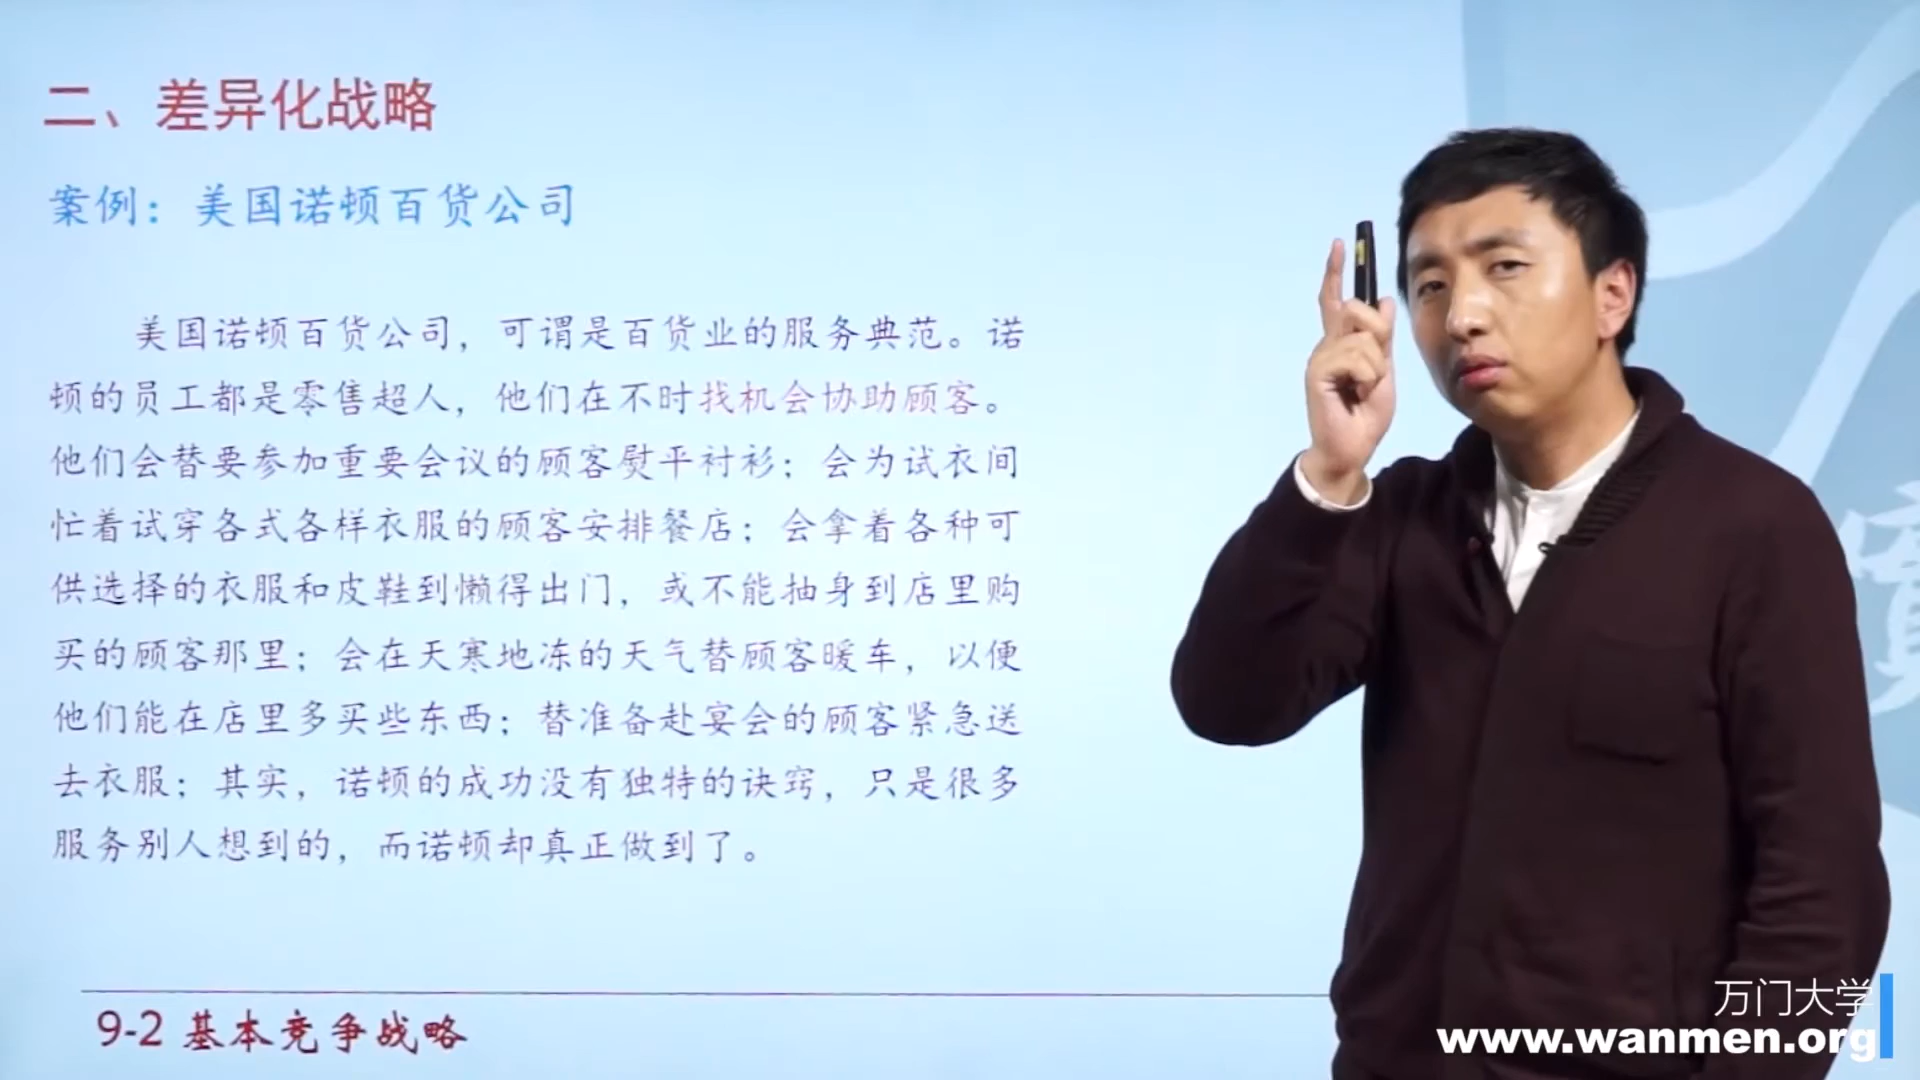 二、差异化战略
案例：美国诺顿百货公司
美国诺顿百货公司，可谓是百货业的服务典范。诺
顿的员工都是零售超人，他们在不时找机会协助顾客。
他们会替要参加重要会议的顾客熨平衬衫；会为试衣间
忙着试穿各式各样衣服的顾客安排餐店；会拿着各种可
供选择的衣服和皮鞋到懒得出门，或不能抽身到店里购
买的顾客那里；会在天寒地冻的天气替顾客暖车，以便
他们能在店里多买些东西；替准备赴宴会的顾客紧急送
去衣服；其实，诺顿的成功没有独特的诀窍，只是很多
服务别人想到的，而诺顿却真正做到了。
9-2 基本竞争战略
万门大学
www.wanmen.org